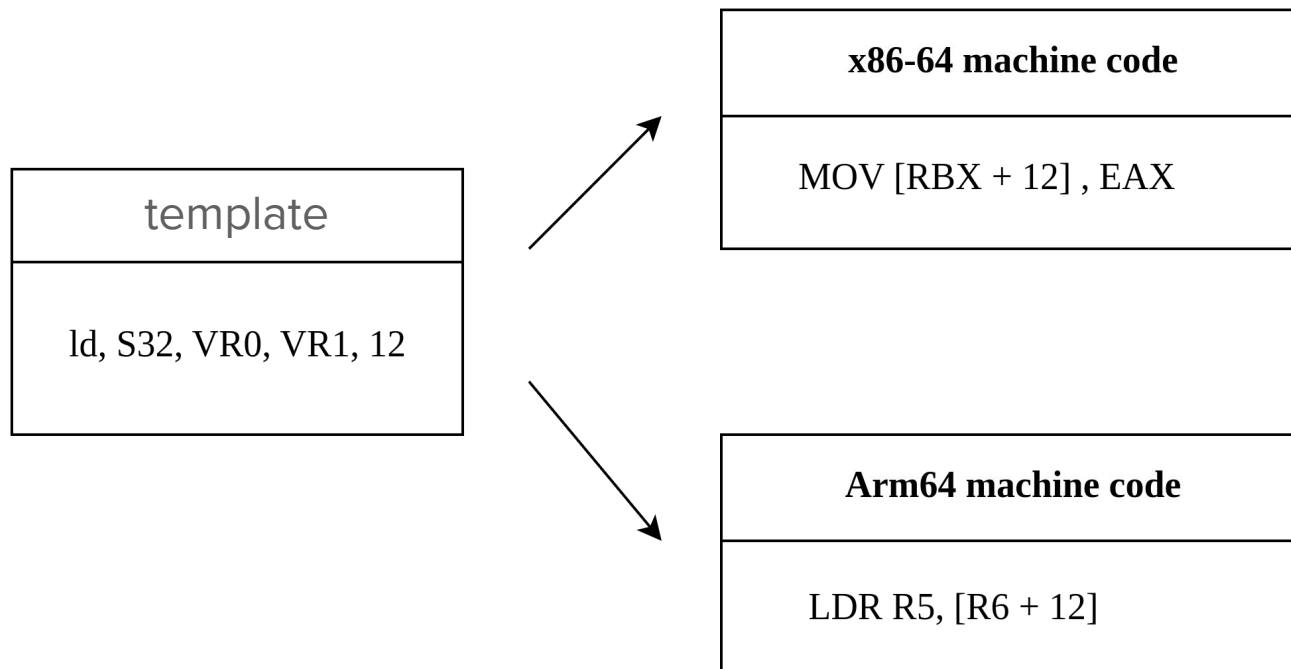 template
ld, S32, VR0, VR1, 12
x86-64 machine code
MOV [RBX + 12] , EAX
Arm64 machine code
LDR R5, [R6 + 12]